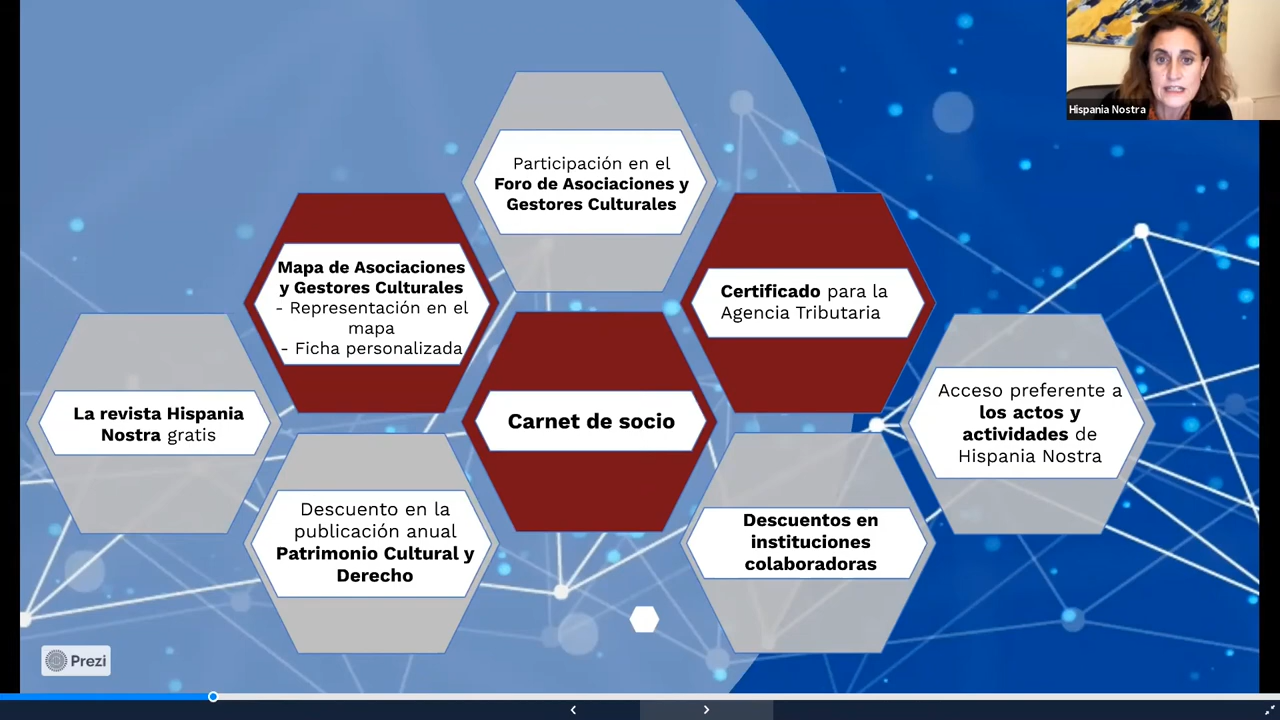 Hispania Nostra
Participación en el
Foro de Asociaciones y
Gestores Culturales
Mapa de Asociaciones
y Gestores Culturales
- Representación en el
mapa
- Ficha personalizada
Certificado para la
Agencia Tributaria
La revista Hispania
Nostra gratis
Carnet de socio
Acceso preferente a
los actos y
actividades de
Hispania Nostra
Descuento en la
publicación anual
Patrimonio Cultural y
Derecho
Descuentos en
instituciones
colaboradoras
Prezi